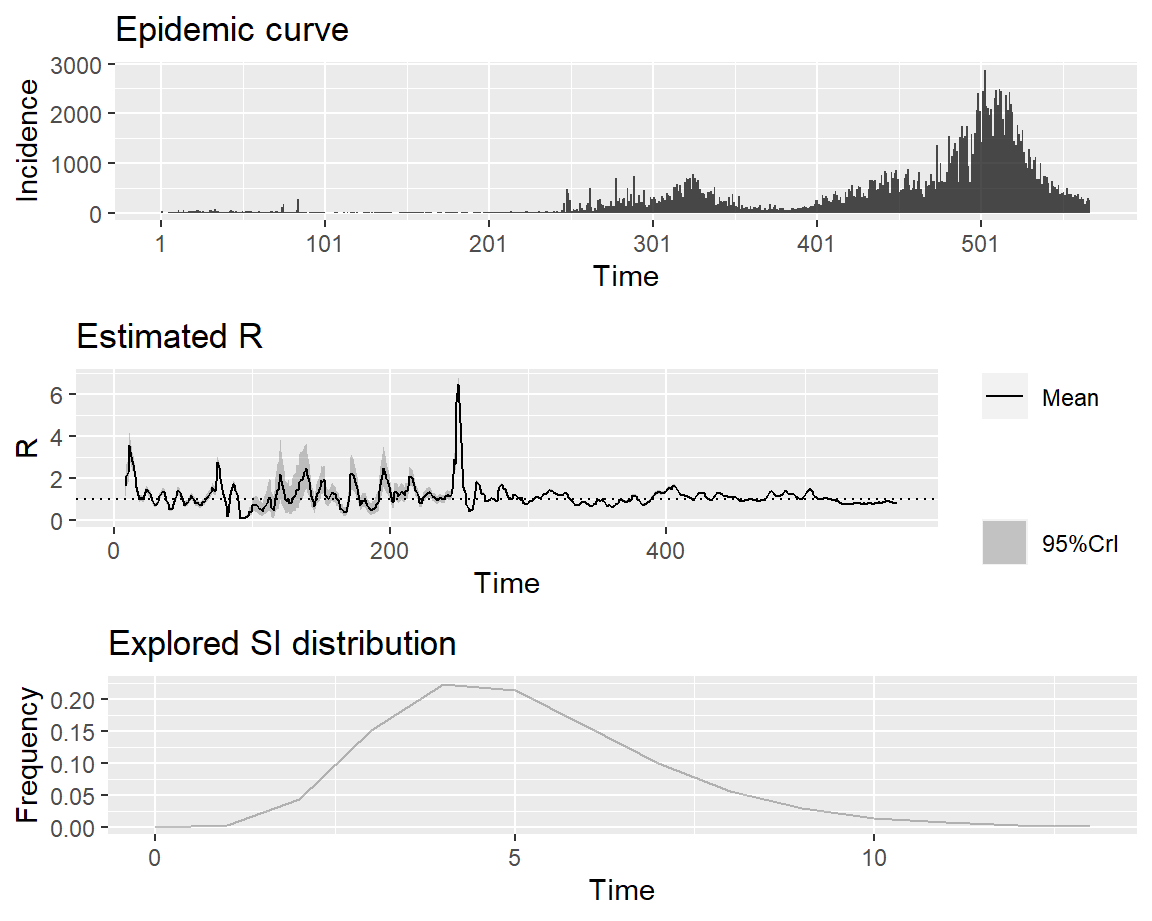 Epidemic curve
3000
2000
1000
0
Incidence
1 101 201 301 401 501
Time
Estimated R
6
4
2
0
R
0 200 400
Time
Mean
95%CrI
Explored SI distribution
0.20
0.15
0.10
0.05
0.00
Frequency
0 5 10
Time